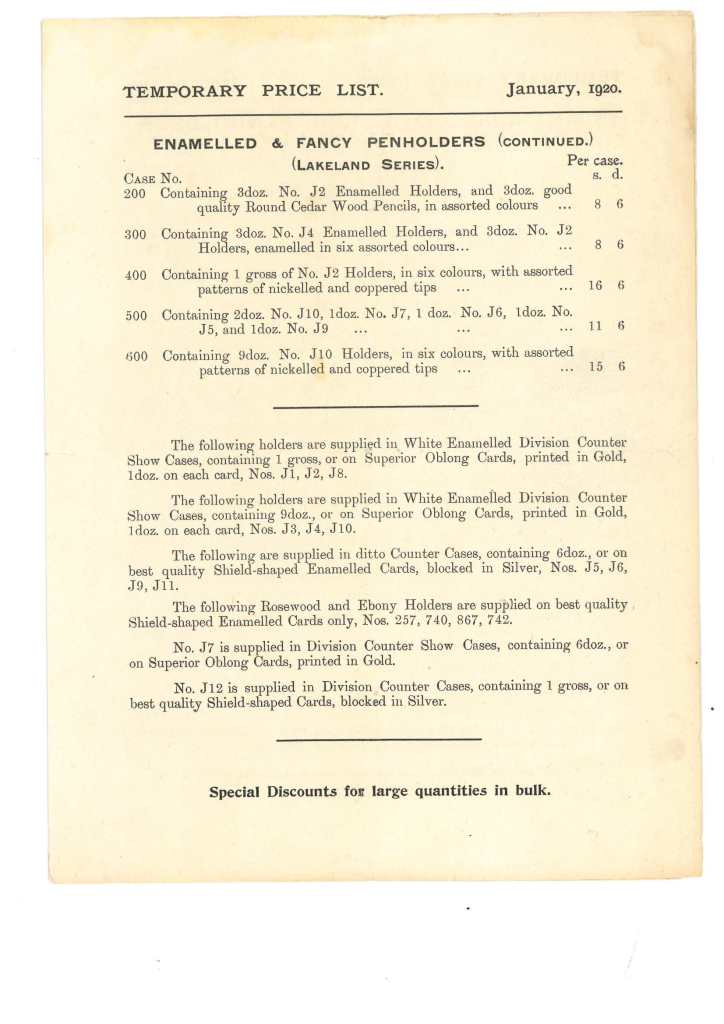 TEMPORARY PRICE LIST. January, 1920.
ENAMELLED & FANCY PENHOLDERS (CONTINUED.)
(LAKELAND SERIES). Per case.
CASE NO. s. d.
200 Containing 3doz. No. J2 Enamelled Holders, and 3doz. good
quality Round Cedar Wood Pencils, in assorted colours ... 8 6
300 Containing 3doz. No. J4 Enamelled Holders, and 3doz. No. J2
Holders, enamelled in six assorted colours... ... 8 6
400 Containing 1 gross of No. J2 Holders, in six colours, with assorted
patterns of nickelled and coppered tips ... ... 16 6
500 Containing 2doz. No. J10, 1doz. No. J7, 1 doz. No. J6, 1doz. No.
J5, and 1doz. No. J9 ... ... ... 11 6
600 Containing 9doz. No. J10 Holders, in six colours, with assorted
patterns of nickelled and coppered tips ... ... 15 6
The following holders are supplied in White Enamelled Division Counter
Show Cases, containing 1 gross, or on Superior Oblong Cards, printed in Gold,
1doz. on each card, Nos. J1, J2, J8.
The following holders are supplied in White Enamelled Division Counter
Show Cases, containing 9doz., or on Superior Oblong Cards, printed in Gold,
1doz. on each card, Nos. J3, J4, J10.
The following are supplied in ditto Counter Cases, containing 6doz., or on
best quality Shield-shaped Enamelled Cards, blocked in Silver, Nos. J5, J6,
J9, J11.
The following Rosewood and Ebony Holders are supplied on best quality
Shield-shaped Enamelled Cards only, Nos. 257, 740, 867, 742.
No. J7 is supplied in Division Counter Show Cases, containing 6doz., or
on Superior Oblong Cards, printed in Gold.
No. J12 is supplied in Division Counter Cases, containing 1 gross, or on
best quality Shield-shaped Cards, blocked in Silver.
Special Discounts for large quantities in bulk.